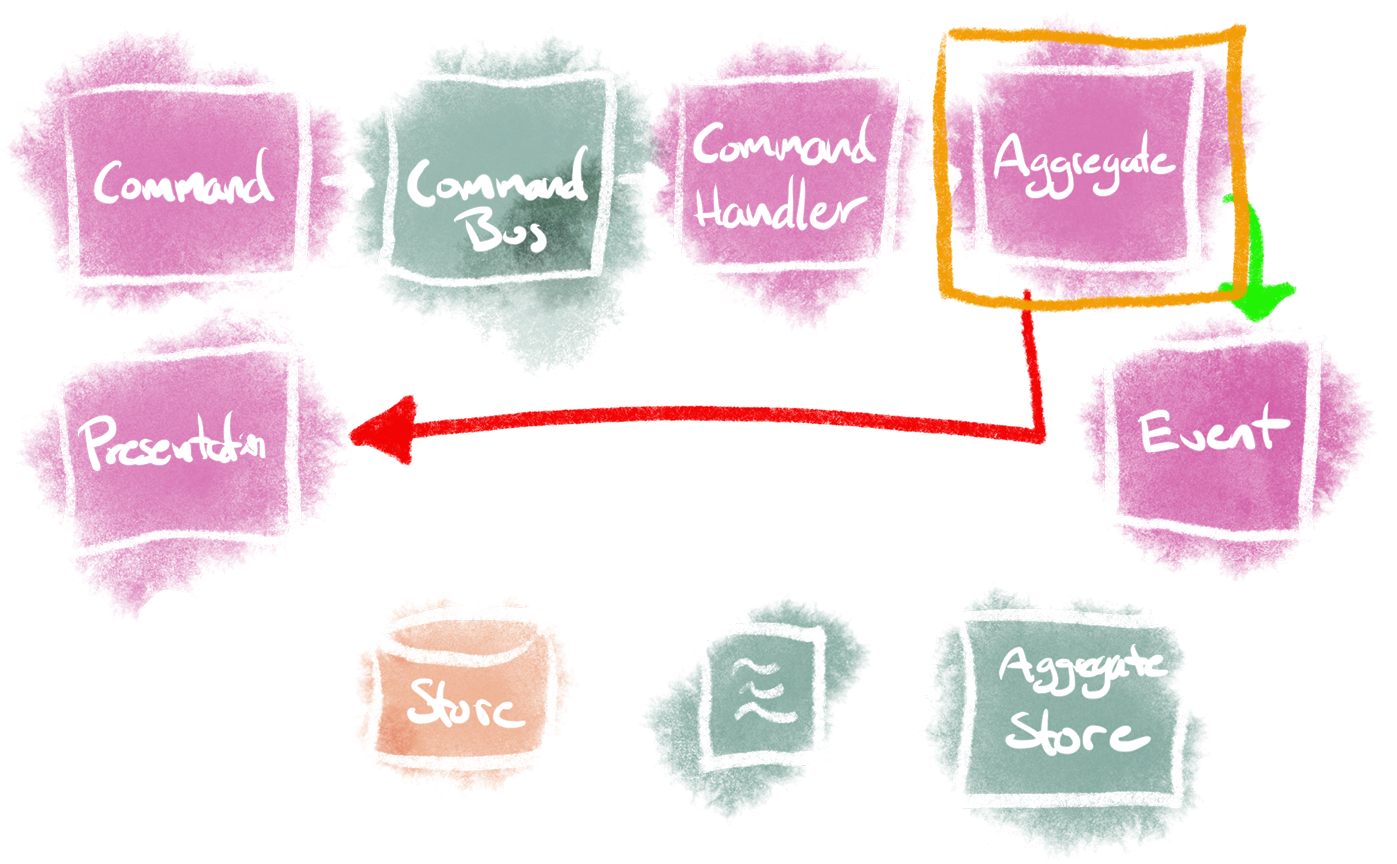 Command
Command
Bus
Command
Handler
Aggregate
Presentation
Event
Store
Aggregate
Store